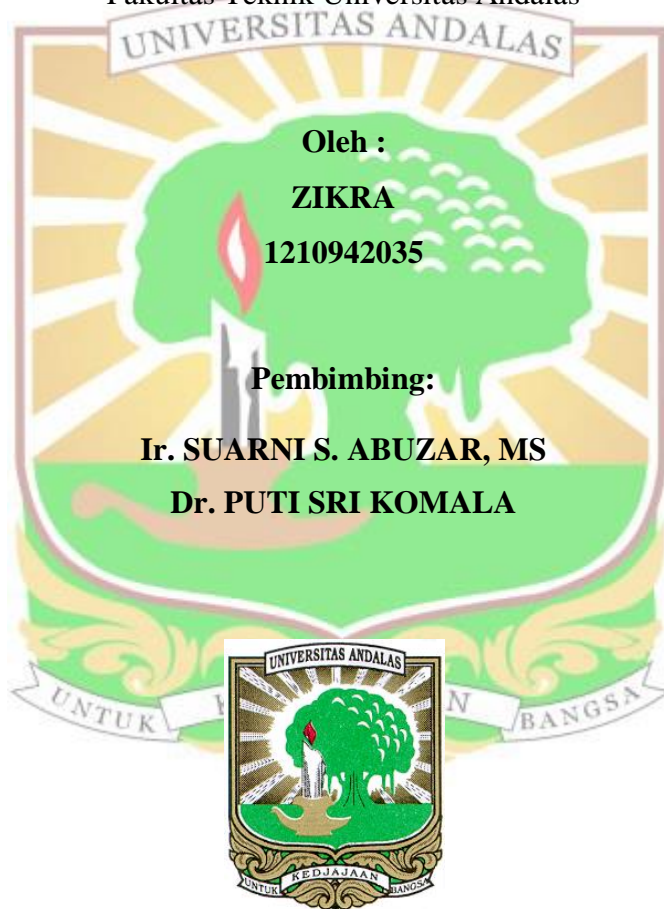 Fakultas Teknik Universitas Andalas
UNIVERSITAS ANDALAS
Oleh :
ZIKRA
1210942035
Pembimbing:
Ir. SUARNI S. ABUZAR, MS
Dr. PUTI SRI KOMALA
UNTUK BANGSA
UNIVERSITAS ANDALAS
UNTUK KEDJAJAAN BANGSA